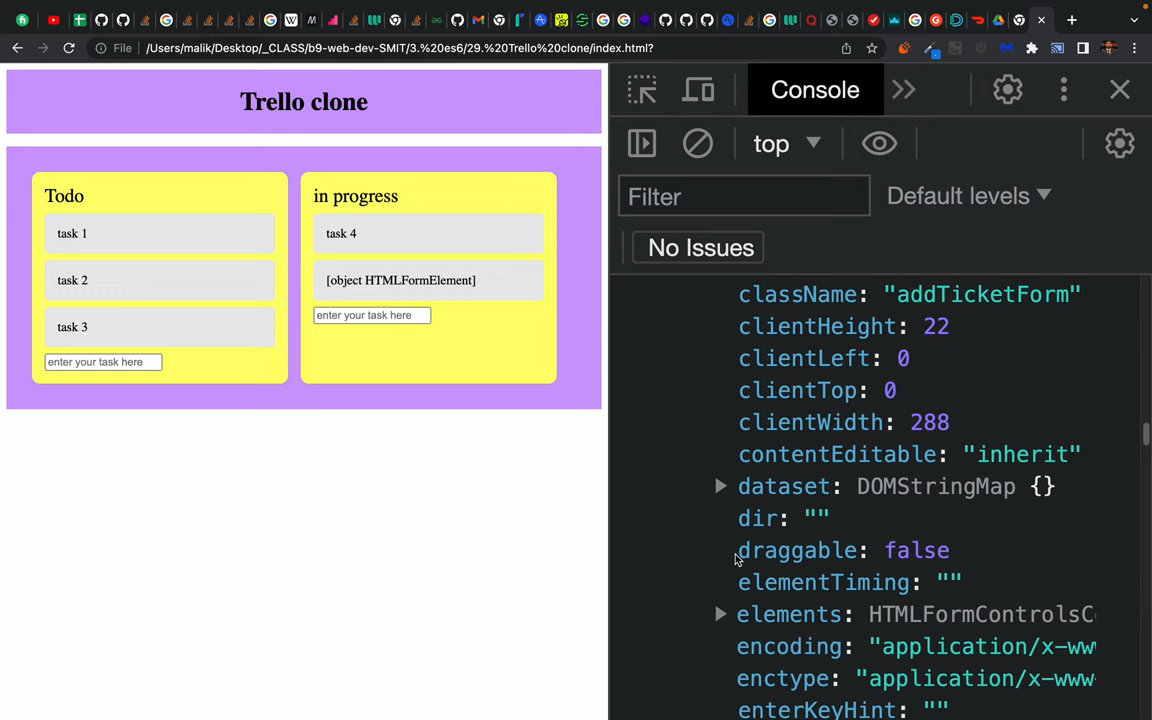 File /Users/malik/Desktop/_CLASS/b9-web-dev-SMIT/3.%20es6/29.%20Trello%20clone/index.html?
Trello clone
Todo
task 1
task 2
task 3
enter your task here
in progress
task 4
[object HTMLFormElement]
enter your task here
Console
top
Filter
Default levels
No Issues
className: "addTicketForm"
clientHeight: 22
clientLeft: 0
clientTop: 0
clientWidth: 288
contentEditable: "inherit"
dataset: DOMStringMap {}
dir: ""
draggable: false
elementTiming: ""
elements: HTMLFormControlsC
encoding: "application/x-ww
enctype: "application/x-www
enterKeyHint: ""